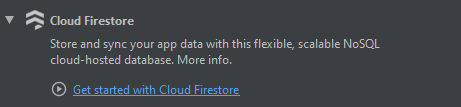 Cloud Firestore
Store and sync your app data with this flexible, scalable NoSQL
cloud-hosted database. More info.
Get started with Cloud Firestore